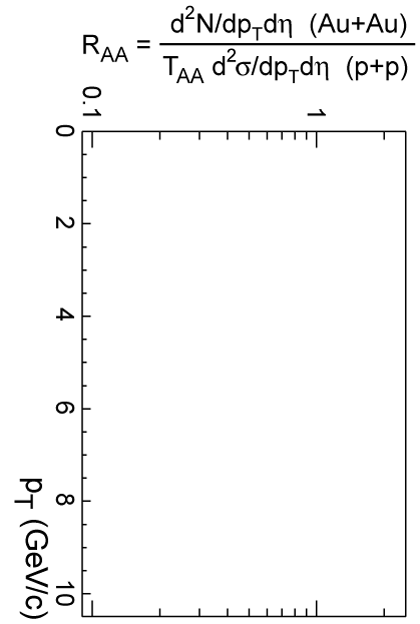 d²N/dp_Tdη (Au+Au)
R_AA =
T_AA d²σ/dp_Tdη (p+p)
0.1 1
0
2
4
6
8
10
p_T (GeV/c)